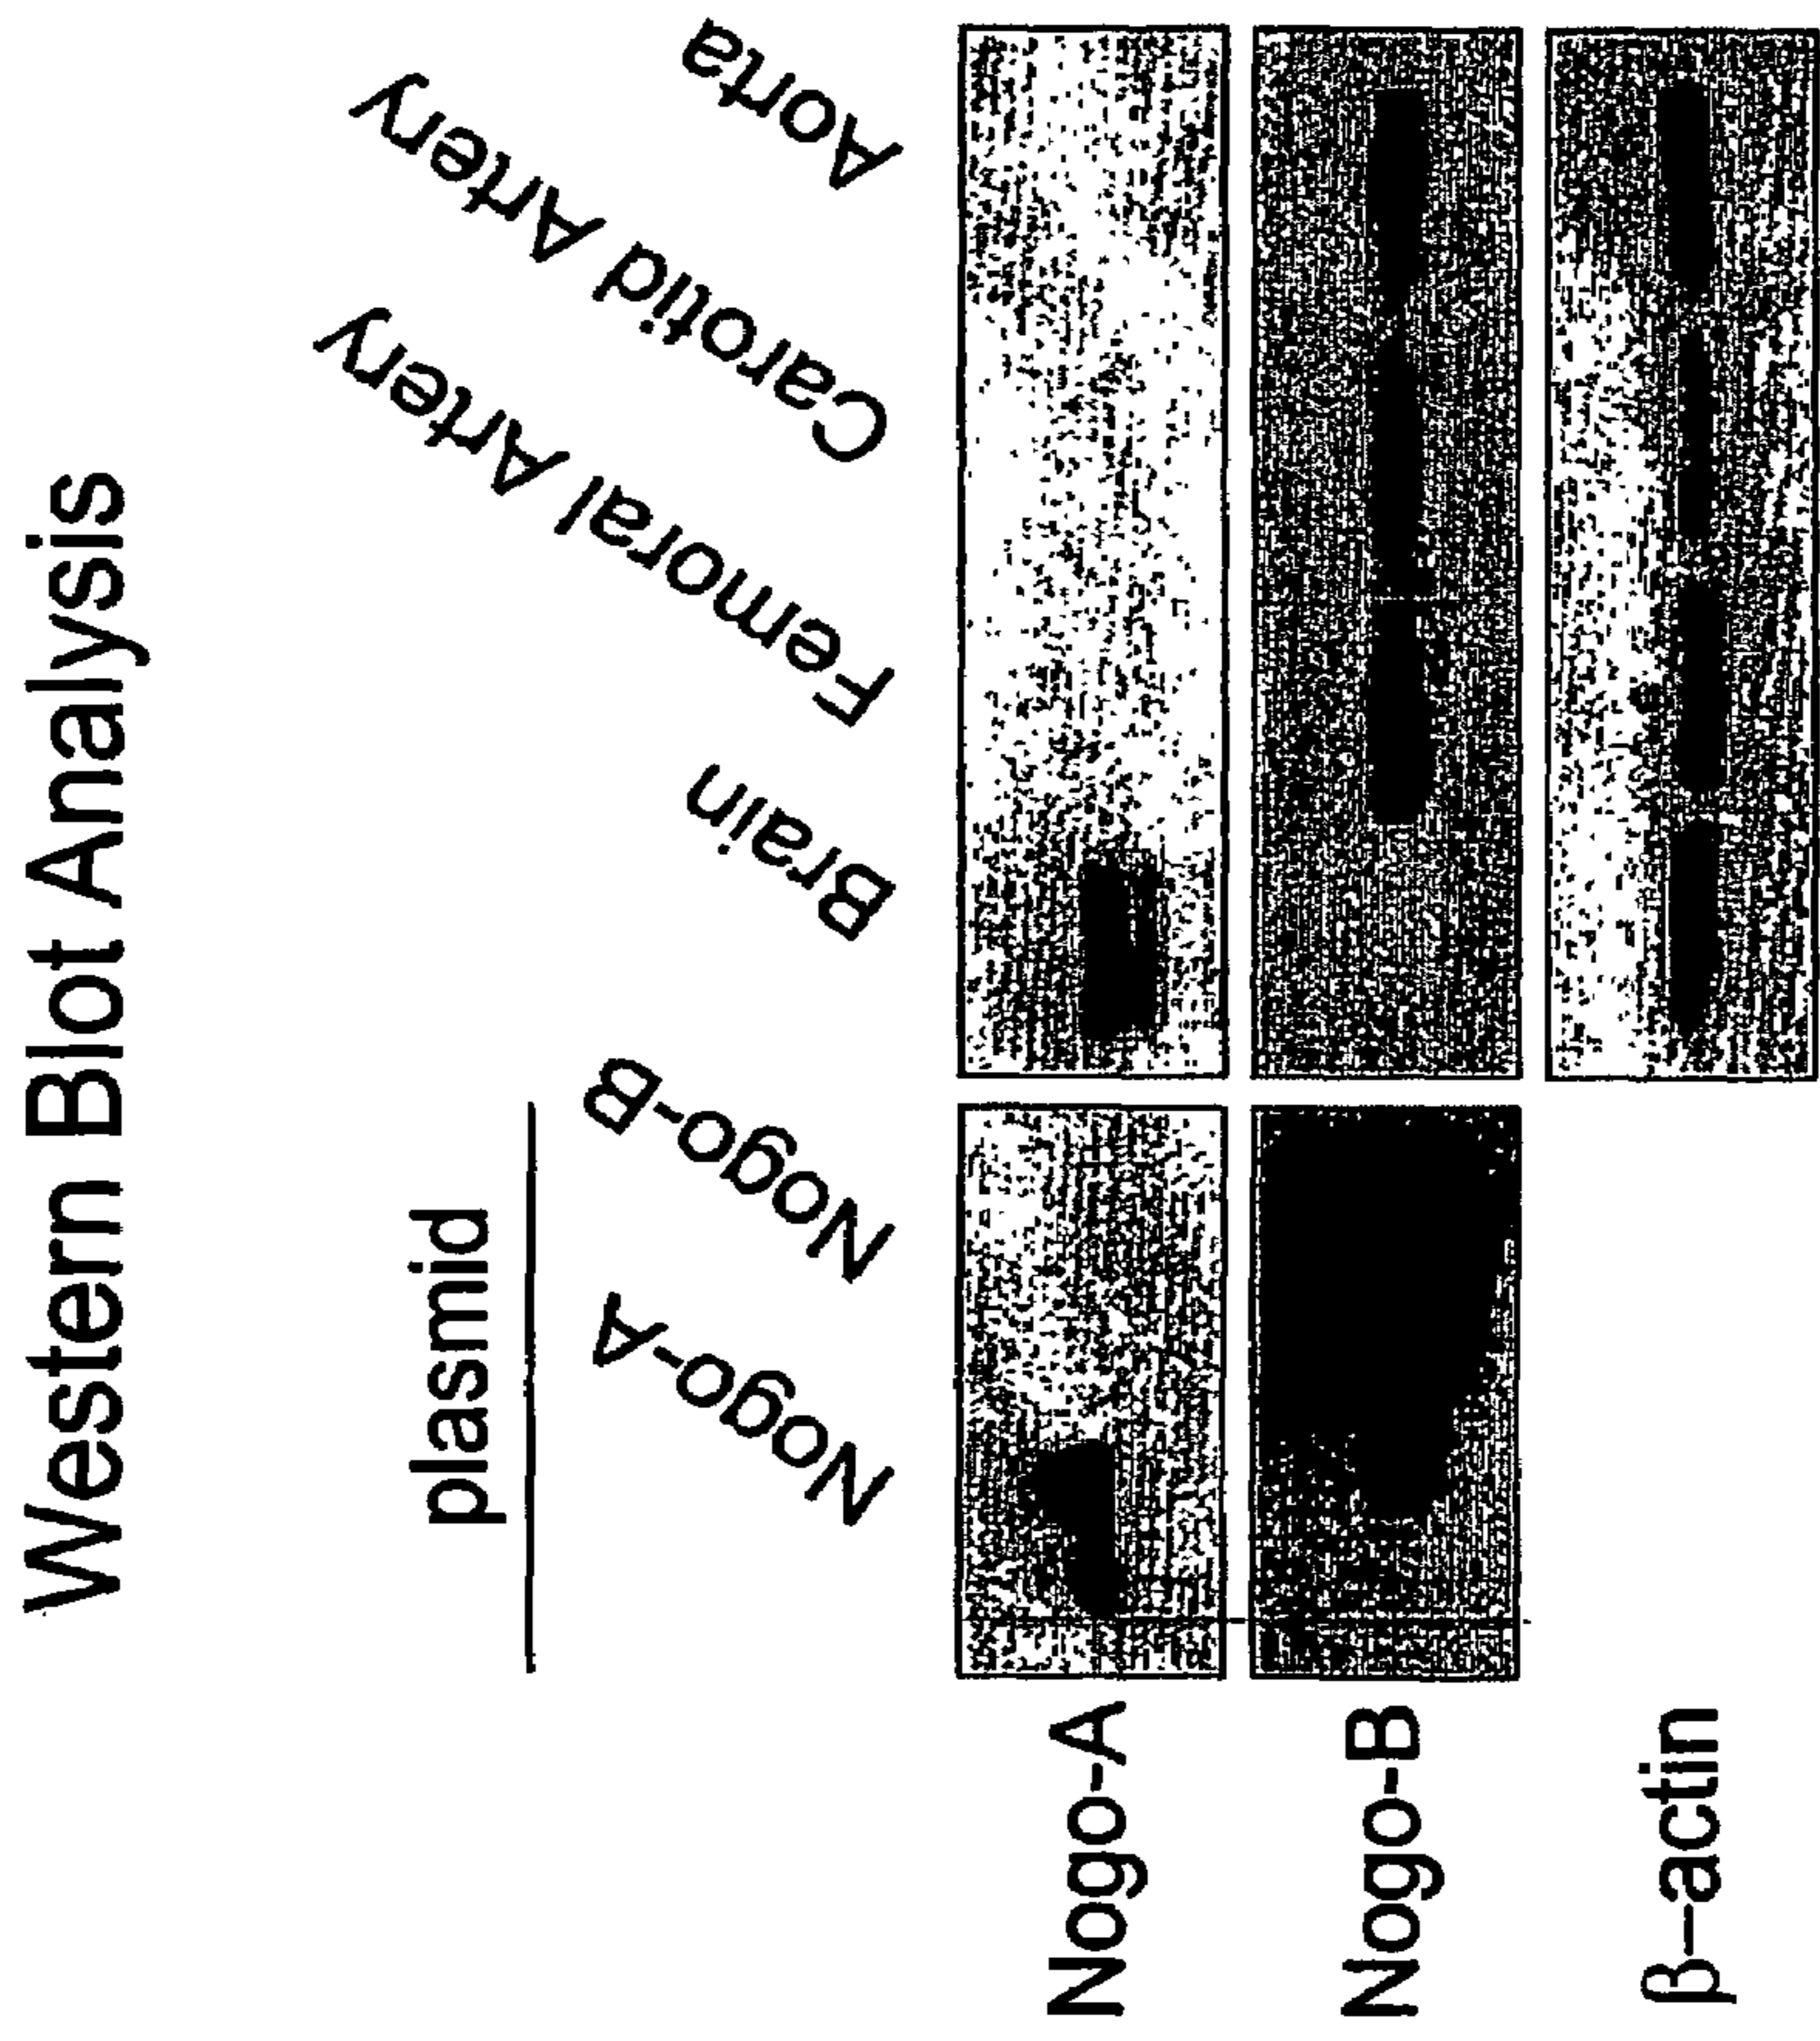 Western Blot Analysis
plasmid
Nogo-A
Nogo-B
Brain
Femoral Artery
Carotid Artery
Aorta
Nogo-A
Nogo-B
β–actin